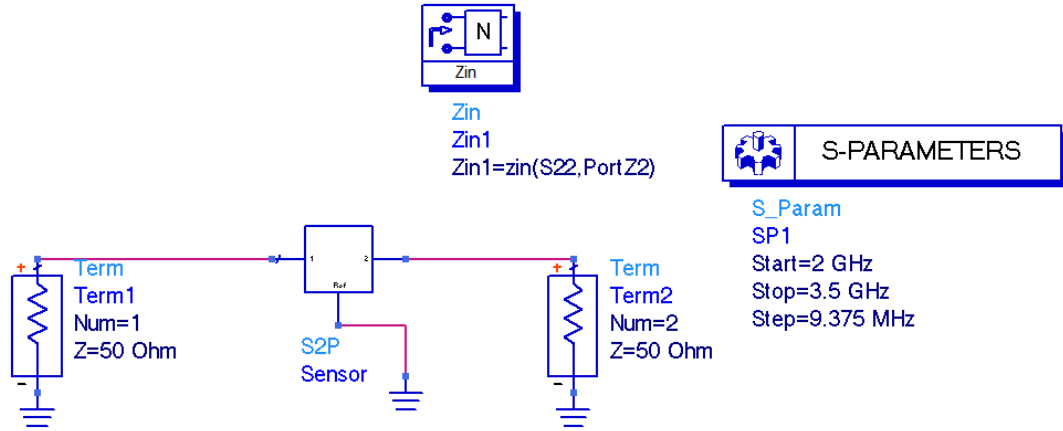 N
Zin
Zin
Zin1
Zin1=zin(S22,PortZ2)
S-PARAMETERS
S_Param
SP1
Start=2 GHz
Stop=3.5 GHz
Step=9.375 MHz
+
Term
Term1
Num=1
Z=50 Ohm
-
1
2
Ref
S2P
Sensor
+
Term
Term2
Num=2
Z=50 Ohm
-